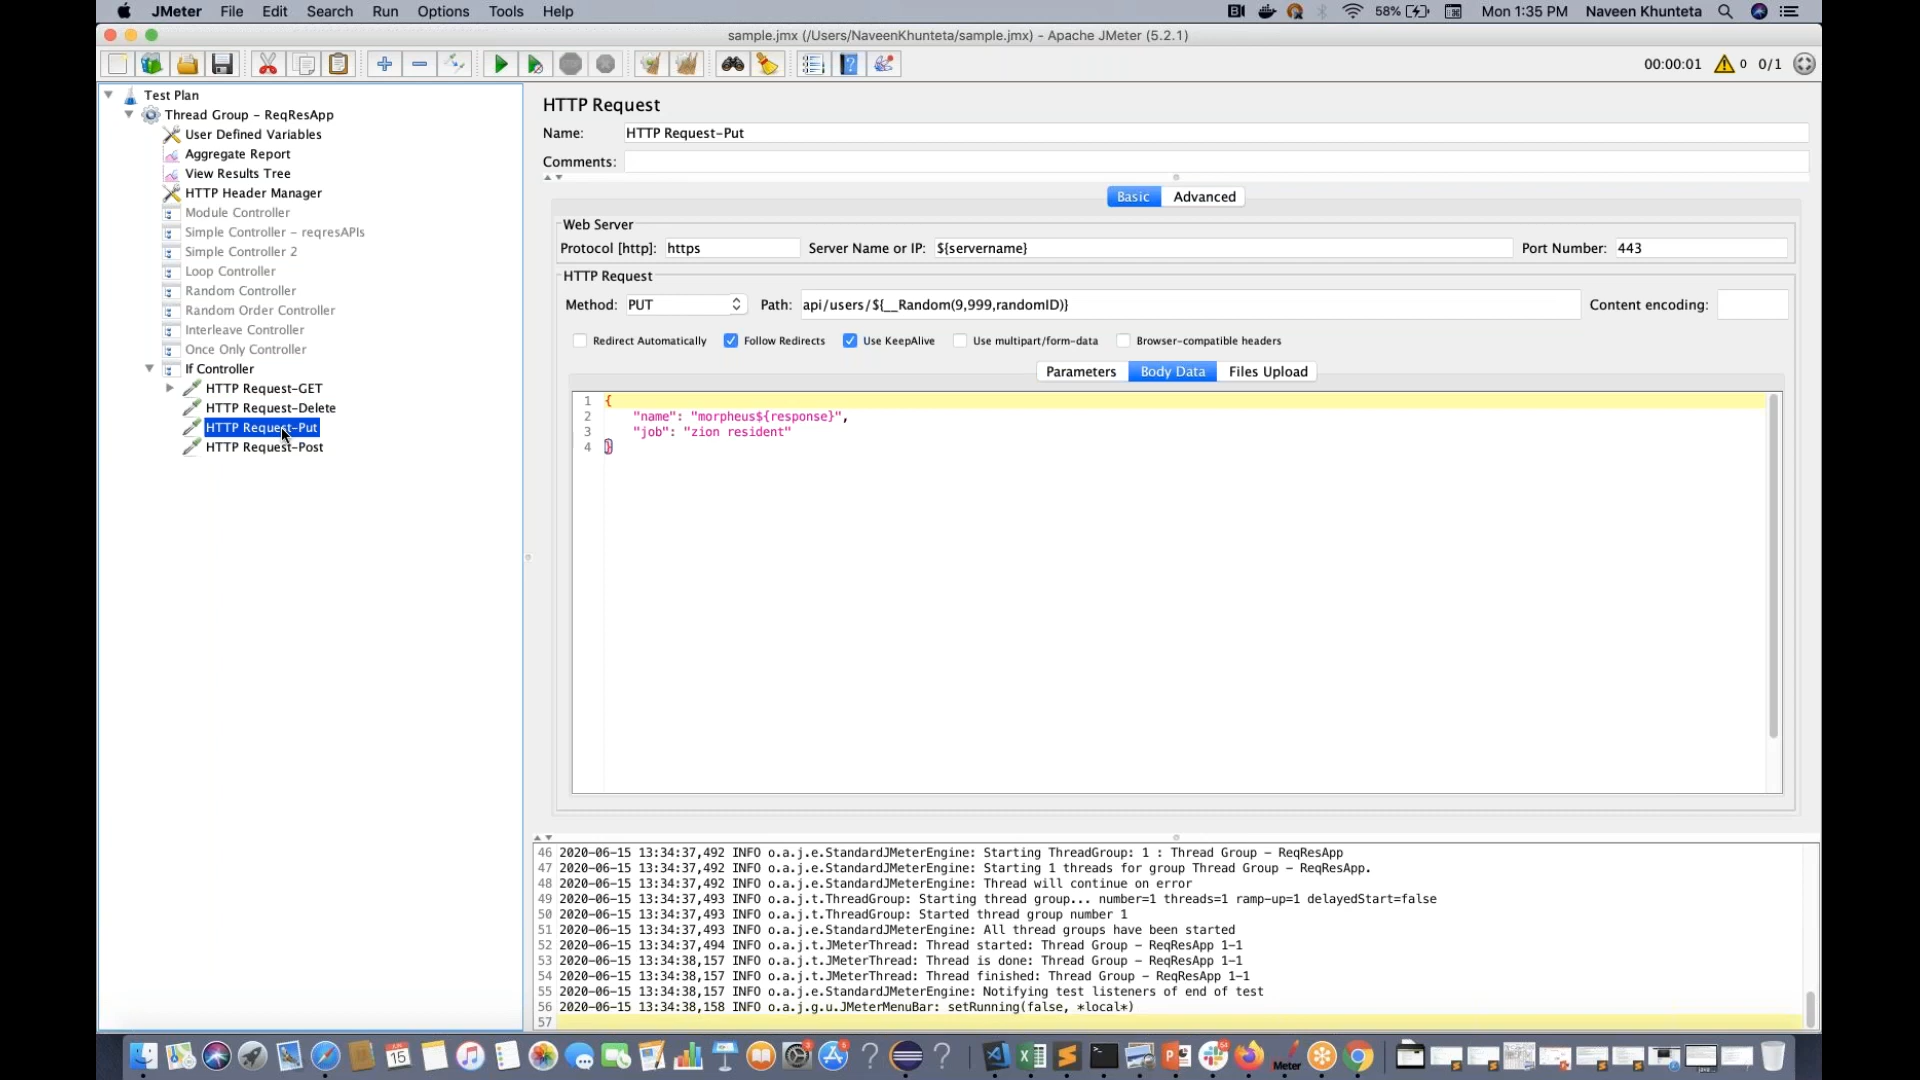 JMeter File Edit Search Run Options Tools Help 58% Mon 1:35 PM Naveen Khunteta
sample.jmx (/Users/NaveenKhunteta/sample.jmx) - Apache JMeter (5.2.1)
00:00:01 0 0/1
Test Plan
Thread Group - ReqResApp
User Defined Variables
Aggregate Report
View Results Tree
HTTP Header Manager
Module Controller
Simple Controller - reqresAPIs
Simple Controller 2
Loop Controller
Random Controller
Random Order Controller
Interleave Controller
Once Only Controller
If Controller
HTTP Request-GET
HTTP Request-Delete
HTTP Request-Put
HTTP Request-Post
HTTP Request
Name: HTTP Request-Put
Comments:
Basic Advanced
Web Server
Protocol [http]: https Server Name or IP: ${servername} Port Number: 443
HTTP Request
Method: PUT Path: api/users/${__Random(9,999,randomID)} Content encoding:
Redirect Automatically Follow Redirects Use KeepAlive Use multipart/form-data Browser-compatible headers
Parameters Body Data Files Upload
1 {
2 "name": "morpheus${response}",
3 "job": "zion resident"
4 }
46 2020-06-15 13:34:37,492 INFO o.a.j.e.StandardJMeterEngine: Starting ThreadGroup: 1 : Thread Group - ReqResApp
47 2020-06-15 13:34:37,492 INFO o.a.j.e.StandardJMeterEngine: Starting 1 threads for group Thread Group - ReqResApp.
48 2020-06-15 13:34:37,492 INFO o.a.j.e.StandardJMeterEngine: Thread will continue on error
49 2020-06-15 13:34:37,493 INFO o.a.j.t.ThreadGroup: Starting thread group... number=1 threads=1 ramp-up=1 delayedStart=false
50 2020-06-15 13:34:37,493 INFO o.a.j.t.ThreadGroup: Started thread group number 1
51 2020-06-15 13:34:37,493 INFO o.a.j.e.StandardJMeterEngine: All thread groups have been started
52 2020-06-15 13:34:37,494 INFO o.a.j.t.JMeterThread: Thread started: Thread Group - ReqResApp 1-1
53 2020-06-15 13:34:38,157 INFO o.a.j.t.JMeterThread: Thread is done: Thread Group - ReqResApp 1-1
54 2020-06-15 13:34:38,157 INFO o.a.j.t.JMeterThread: Thread finished: Thread Group - ReqResApp 1-1
55 2020-06-15 13:34:38,157 INFO o.a.j.e.StandardJMeterEngine: Notifying test listeners of end of test
56 2020-06-15 13:34:38,158 INFO o.a.j.g.u.JMeterMenuBar: setRunning(false, *local*)
57
JUN 15 Meter